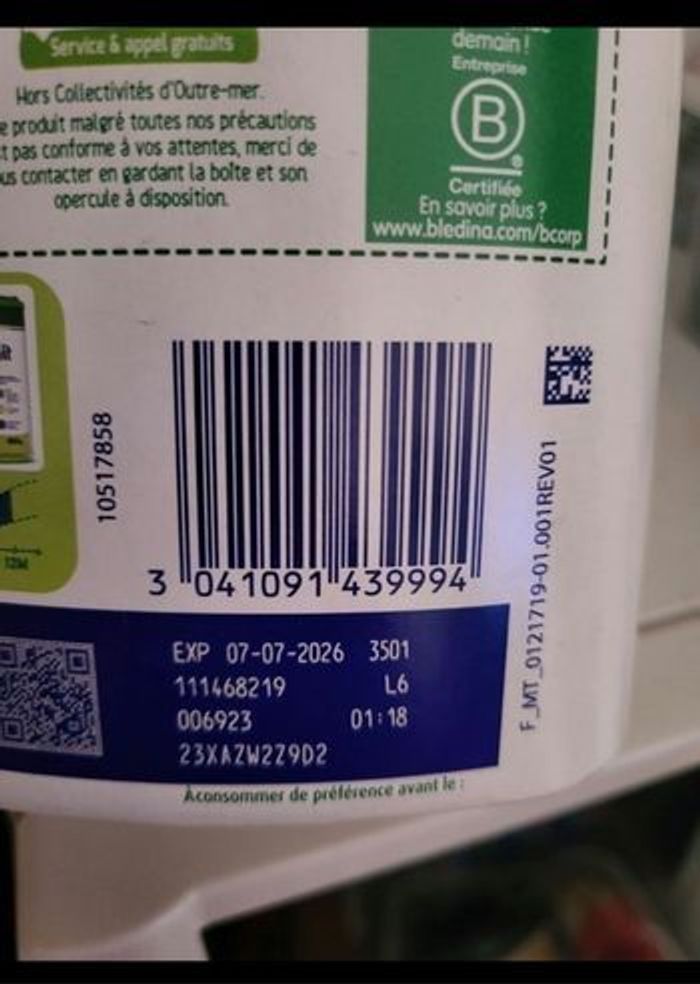 Service & appel gratuits
Hors Collectivités d'Outre-mer.
produit malgré toutes nos précautions
pas conforme à vos attentes, merci de
contacter en gardant la boîte et son
opercule à disposition.
demain !
Entreprise
B
Certifiée
En savoir plus ?
www.bledina.com/bcorp
10517858
3 041091 439994
F_MT_0121719-01.001REV01
EXP 07-07-2026 3501
111468219 L6
006923 01:18
23XAZW2Z9D2
Àconsommer de préférence avant le :